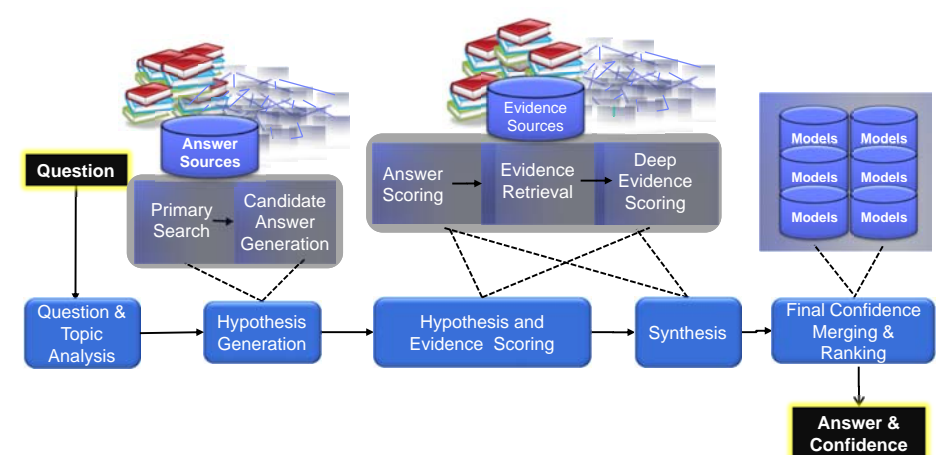 Answer
Sources
Evidence
Sources
Models
Models
Models
Models
Models
Models
Question
Primary
Search
Candidate
Answer
Generation
Answer
Scoring
Evidence
Retrieval
Deep
Evidence
Scoring
Question &
Topic
Analysis
Hypothesis
Generation
Hypothesis and
Evidence Scoring
Synthesis
Final Confidence
Merging &
Ranking
Answer &
Confidence